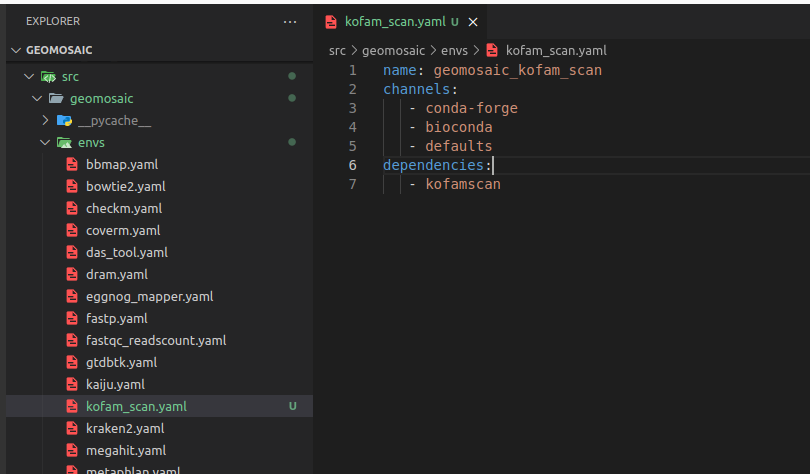 EXPLORER
GEOMOSAIC
src
geomosaic
__pycache__
envs
bbmap.yaml
bowtie2.yaml
checkm.yaml
coverm.yaml
das_tool.yaml
dram.yaml
eggnog_mapper.yaml
fastp.yaml
fastqc_readscount.yaml
gtdbtk.yaml
kaiju.yaml
kofam_scan.yaml U
kraken2.yaml
megahit.yaml
metaphlan.yaml
kofam_scan.yaml U
src > geomosaic > envs > kofam_scan.yaml
1 name: geomosaic_kofam_scan
2 channels:
3 - conda-forge
4 - bioconda
5 - defaults
6 dependencies:
7 - kofamscan